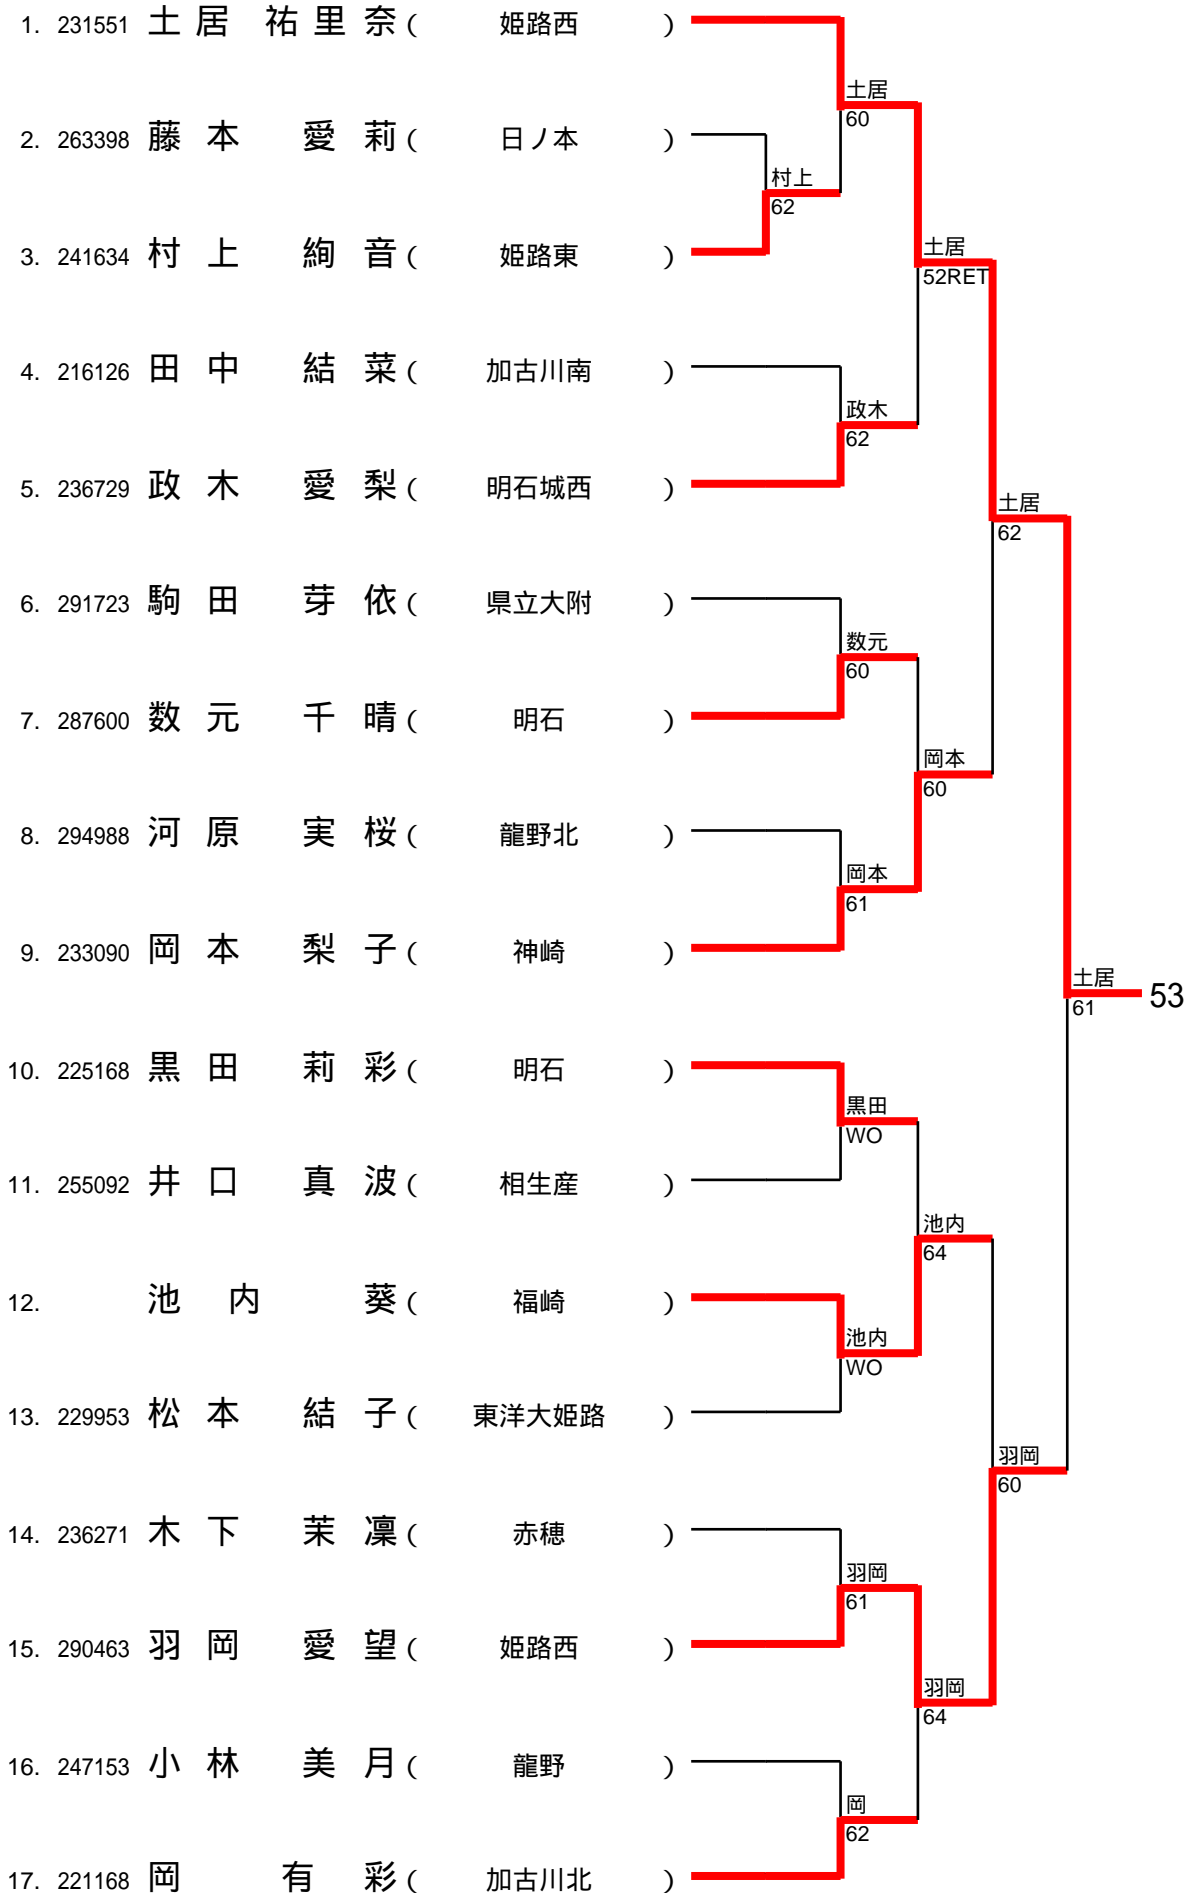 1. 231551 土居 祐里奈 ( 姫路西 )
土居
60
2. 263398 藤本 愛莉 ( 日ノ本 )
村上
62
3. 241634 村上 絢音 ( 姫路東 )
土居
52RET
4. 216126 田中 結菜 ( 加古川南 )
政木
62
5. 236729 政木 愛梨 ( 明石城西 )
土居
62
6. 291723 駒田 芽依 ( 県立大附 )
数元
60
7. 287600 数元 千晴 ( 明石 )
岡本
60
8. 294988 河原 実桜 ( 龍野北 )
岡本
61
9. 233090 岡本 梨子 ( 神崎 )
土居
61
53
10. 225168 黒田 莉彩 ( 明石 )
黒田
WO
11. 255092 井口 真波 ( 相生産 )
池内
64
12. 池内 葵 ( 福崎 )
池内
WO
13. 229953 松本 結子 ( 東洋大姫路 )
羽岡
60
14. 236271 木下 茉凜 ( 赤穂 )
羽岡
61
15. 290463 羽岡 愛望 ( 姫路西 )
羽岡
64
16. 247153 小林 美月 ( 龍野 )
岡
62
17. 221168 岡 有彩 ( 加古川北 )